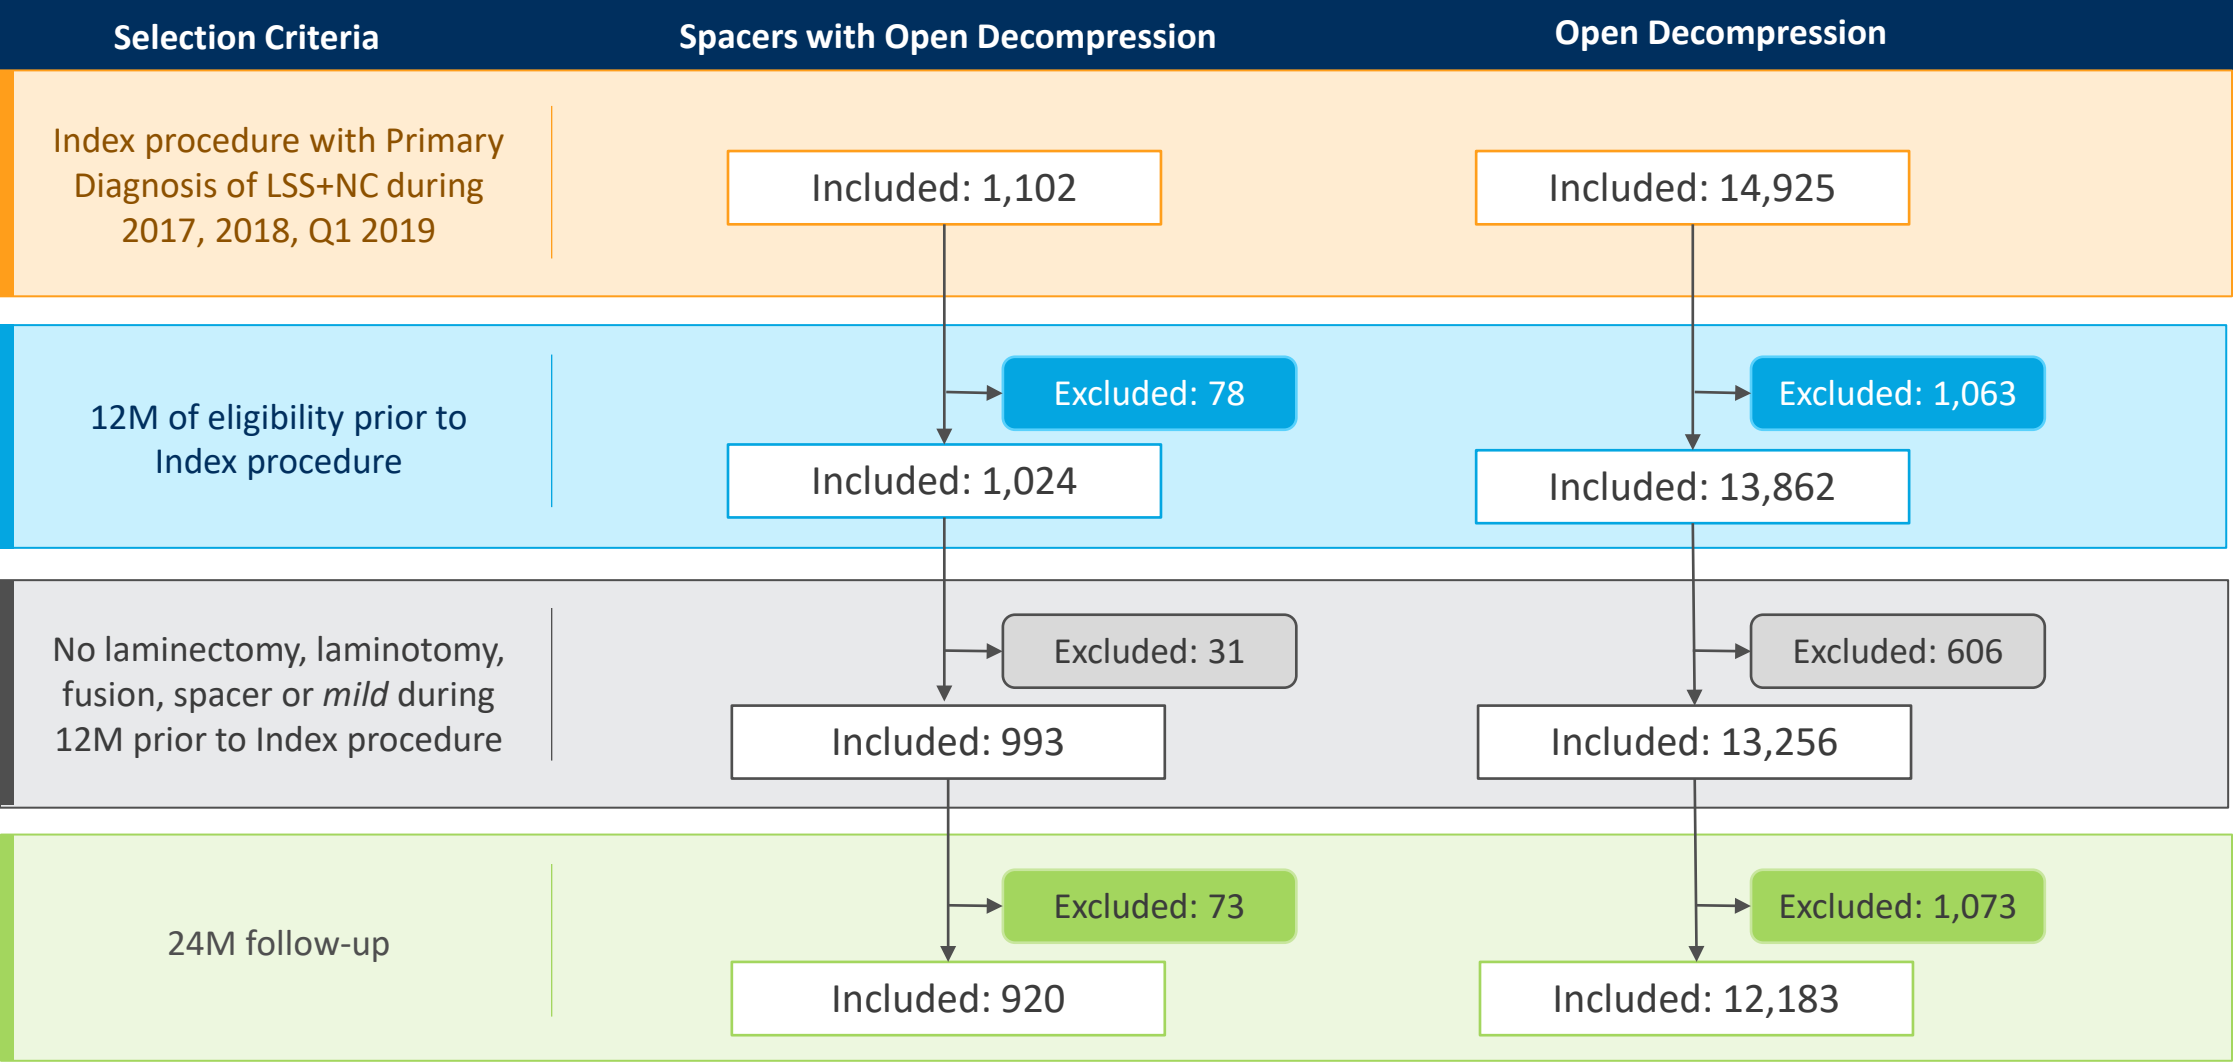 Selection Criteria
Spacers with Open Decompression
Open Decompression
Index procedure with Primary
Diagnosis of LSS+NC during
2017, 2018, Q1 2019
Included: 1,102
Included: 14,925
12M of eligibility prior to
Index procedure
Excluded: 78
Excluded: 1,063
Included: 1,024
Included: 13,862
No laminectomy, laminotomy,
fusion, spacer or mild during
12M prior to Index procedure
Excluded: 31
Excluded: 606
Included: 993
Included: 13,256
24M follow-up
Excluded: 73
Excluded: 1,073
Included: 920
Included: 12,183